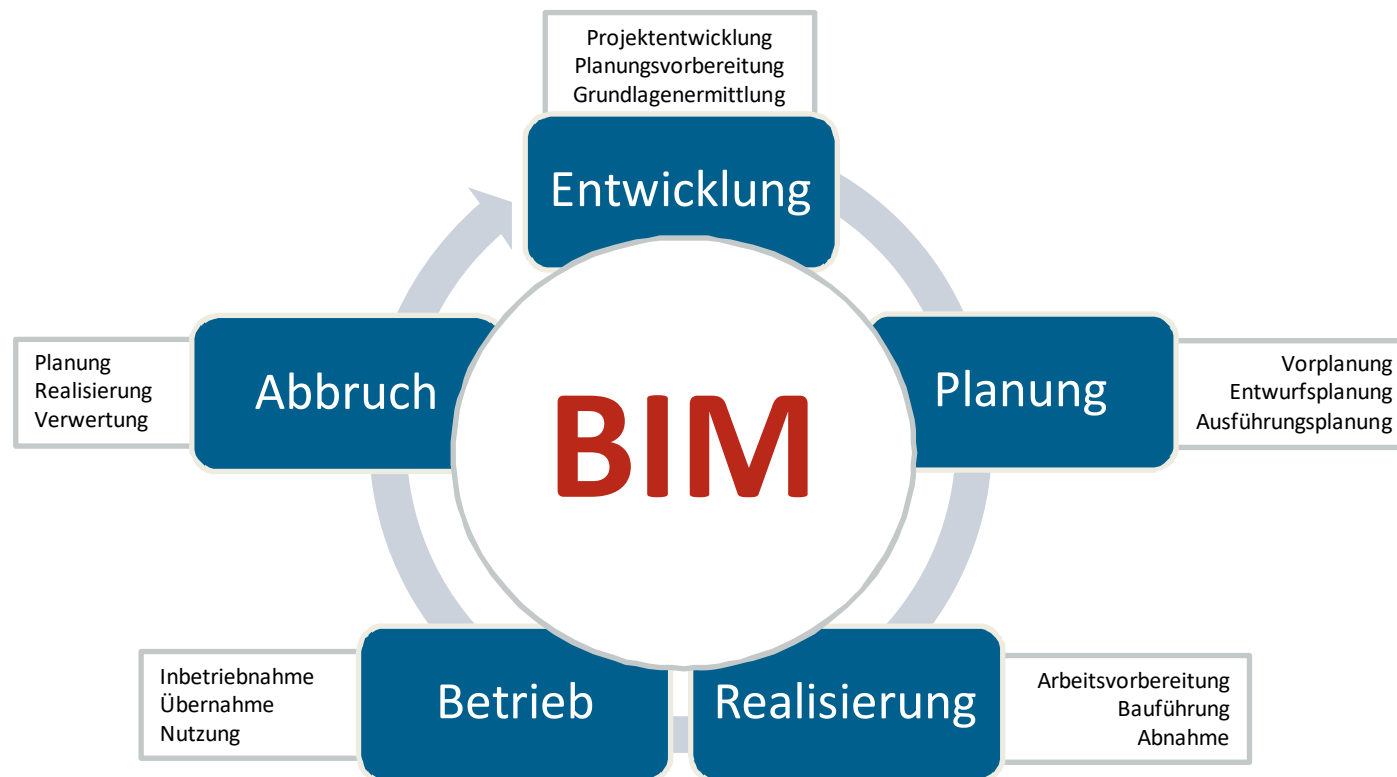 Projektentwicklung
Planungsvorbereitung
Grundlagenermittlung
Entwicklung
Planung
Vorplanung
Entwurfsplanung
Ausführungsplanung
Realisierung
Arbeitsvorbereitung
Bauführung
Abnahme
Betrieb
Inbetriebnahme
Übernahme
Nutzung
Abbruch
Planung
Realisierung
Verwertung
BIM